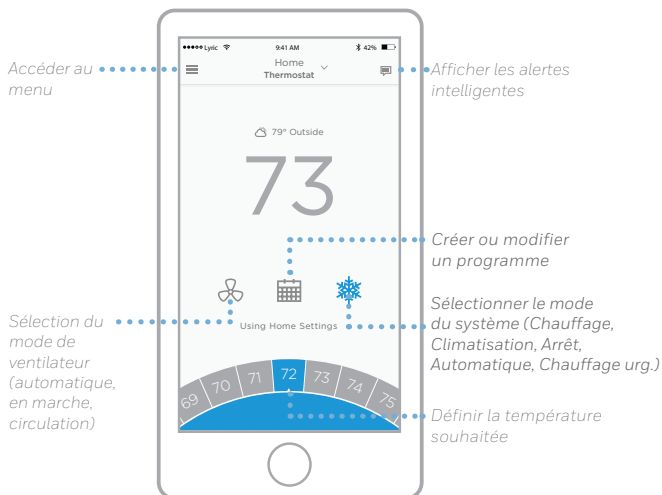 Lyric 9:41 AM 42%
Home
Thermostat
Accéder au
menu
Afficher les alertes
intelligentes
79° Outside
73
Créer ou modifier
un programme
Sélectionner le mode
du système (Chauffage,
Climatisation, Arrêt,
Automatique, Chauffage urg.)
Using Home Settings
Sélection du
mode de
ventilateur
(automatique,
en marche,
circulation)
69 70 71 72 73 74 75
Définir la température
souhaitée